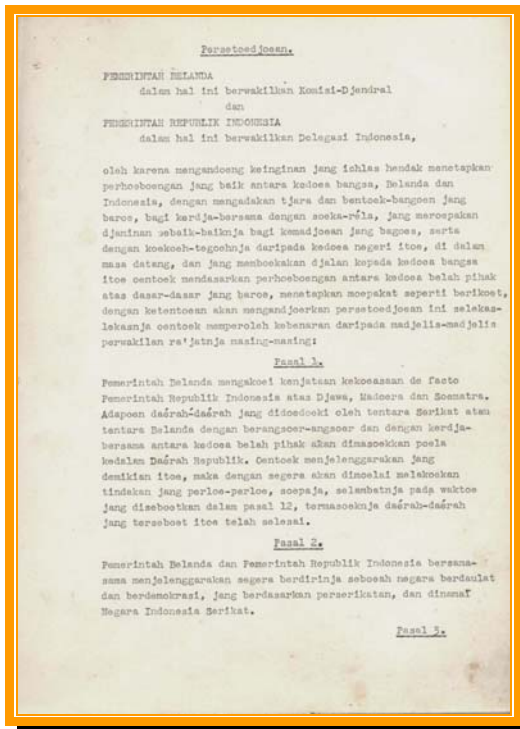 Persetoedjoean.
PEMERINTAH BELANDA
dalam hal ini berwakilkan Komisi-Djendral
dan
PEMERINTAH REPUBLIK INDONESIA
dalam hal ini berwakilkan Delegasi Indonesia,
oleh karena mengandoeng keinginan jang ichlas hendak menetapkan
perhoeboengan jang baik antara kedoea bangsa, Belanda dan
Indonesia, dengan mengadakan tjara dan bentoek-bangoen jang
baroe, bagi kerdja-bersama dengan soeka-réla, jang meroepakan
djaminan sebaik-baiknja bagi kemadjoean jang bagoes, serta
dengan koekoeh-tegoehnja daripada kedoea negeri itoe, di dalam
masa datang, dan jang memboekakan djalan kepada kedoea bangsa
itoe oentoek mendasarkan perhoeboengan antara kedoea belah pihak
atas dasar-dasar jang baroe, menetapkan moepakat seperti berikoet,
dengan ketentoean akan mengandjoerkan persetoedjoean ini selekas-
lekasnja oentoek memperoleh kebenaran daripada madjelis-madjelis
perwakilan ra'jatnja masing-masing:
Pasal 1.
Pemerintah Belanda mengakoei kenjataan kekoeasaan de facto
Pemerintah Republik Indonesia atas Djawa, Madoera dan Soematra.
Adapoen daérah-daérah jang didoedoeki oleh tentara Serikat atau
tentara Belanda dengan berangsoer-angsoer dan dengan kerdja-
bersama antara kedoea belah pihak akan dimasoekkan poela
kedalam Daérah Republik. Oentoek menjelenggarakan jang
demikian itoe, maka dengan segera akan dimoelai melakoekan
tindakan jang perloe-perloe, soepaja, selambatnja pada waktoe
jang diseboetkan dalam pasal 12, termasoeknja daérah-daérah
jang terseboet itoe telah selesai.
Pasal 2.
Pemerintah Belanda dan Pemerintah Republik Indonesia bersama-
sama menjelenggarakan segera berdirinja seboeah negara berdaulat
dan berdemokrasi, jang berdasarkan perserikatan, dan dinamai
Negara Indonesia Serikat.
Pasal 3.